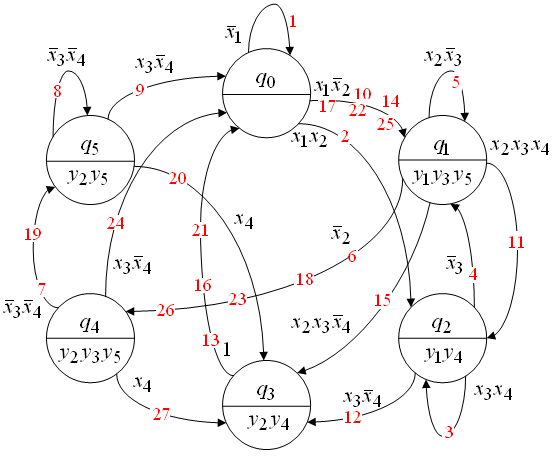 x̄₁
1
x̄₃x̄₄
x₃x̄₄
q₀
x₂x̄₃
8
9
x₁x̄₂
10
14
17
22
25
5
q₅
x₁x₂
2
q₁
x₂x₃x₄
y₂y₅
20
y₁y₃y₅
24
x₄
19
21
x̄₂
6
11
x₃x̄₄
x̄₃
4
7
16
18
23
15
x̄₃x̄₄
26
q₄
x₂x₃x̄₄
q₂
y₂y₃y₅
13
1
y₁y₄
x₄
q₃
x₃x̄₄
x₃x₄
27
y₂y₄
12
3